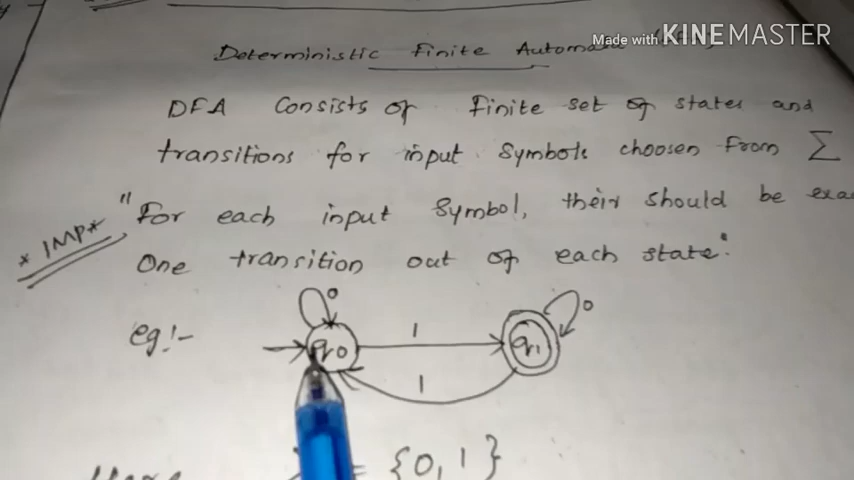 Made with KINEMASTER
Deterministic Finite Automata
DFA Consists of Finite set of states and
transitions for input Symbols choosen From Σ
* IMP *
"For each input Symbol, their should be exa
One transition out of each state"
eg:-
0
0
1
q0
q1
1
= {0, 1}